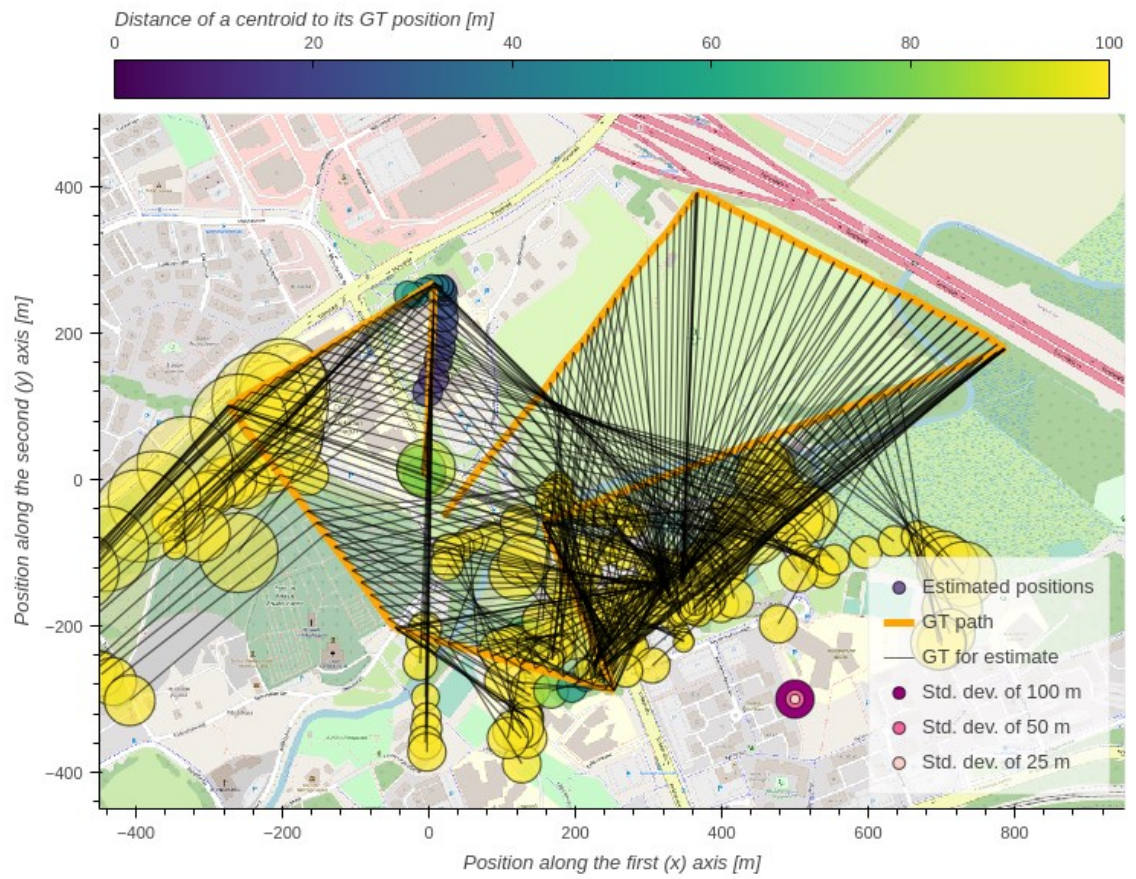 Distance of a centroid to its GT position [m]
0 20 40 60 80 100
Position along the second (y) axis [m]
400
200
0
−200
−400
Estimated positions
GT path
GT for estimate
Std. dev. of 100 m
Std. dev. of 50 m
Std. dev. of 25 m
−400 −200 0 200 400 600 800
Position along the first (x) axis [m]